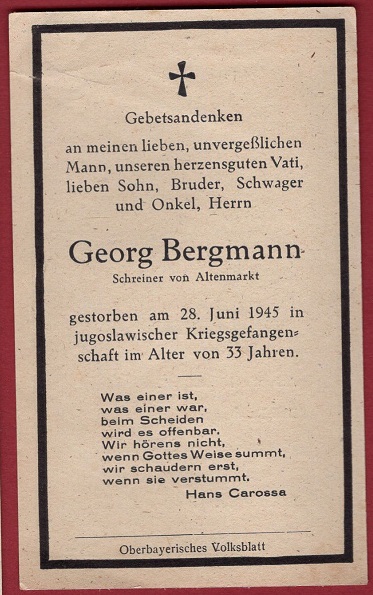 Gebetsandenken
an meinen lieben, unvergeßlichen
Mann, unseren herzensguten Vati,
lieben Sohn, Bruder, Schwager
und Onkel, Herrn
Georg Bergmann
Schreiner von Altenmarkt
gestorben am 28. Juni 1945 in
jugoslawischer Kriegsgefangen=
schaft im Alter von 33 Jahren.
Was einer ist,
was einer war,
beim Scheiden
wird es offenbar.
Wir hörens nicht,
wenn Gottes Weise summt,
wir schaudern erst,
wenn sie verstummt.
Hans Carossa
Oberbayerisches Volksblatt